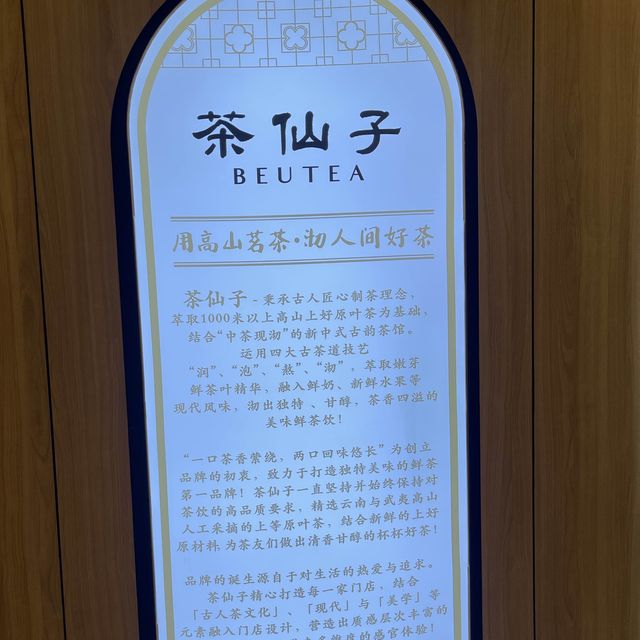 茶仙子
BEUTEA
用高山茗茶·沏人间好茶
茶仙子-秉承古人匠心制茶理念，
萃取1000米以上高山上好原叶茶为基础，
结合“中茶现沏”的新中式古韵茶馆。
运用四大古茶道技艺
“润”、“泡”、“熬”、“沏”，萃取嫩芽
鲜茶叶精华，融入鲜奶、新鲜水果等
现代风味，沏出独特、甘醇，茶香四溢的
美味鲜茶饮！
“一口茶香萦绕，两口回味悠长”为创立
品牌的初衷，致力于打造独特美味的鲜茶
第一品牌！茶仙子一直坚持并始终保持对
茶饮的高品质要求，精选云南与武夷高山
人工采摘的上等原叶茶，结合新鲜的上好
原材料，为茶友们做出清香甘醇的杯杯好茶！
品牌的诞生源自于对生活的热爱与追求。
茶仙子精心打造每一家门店，结合
「古人茶文化」、「现代」与「美学」等
元素融入门店设计，营造出质感层次丰富的
的感官体验！